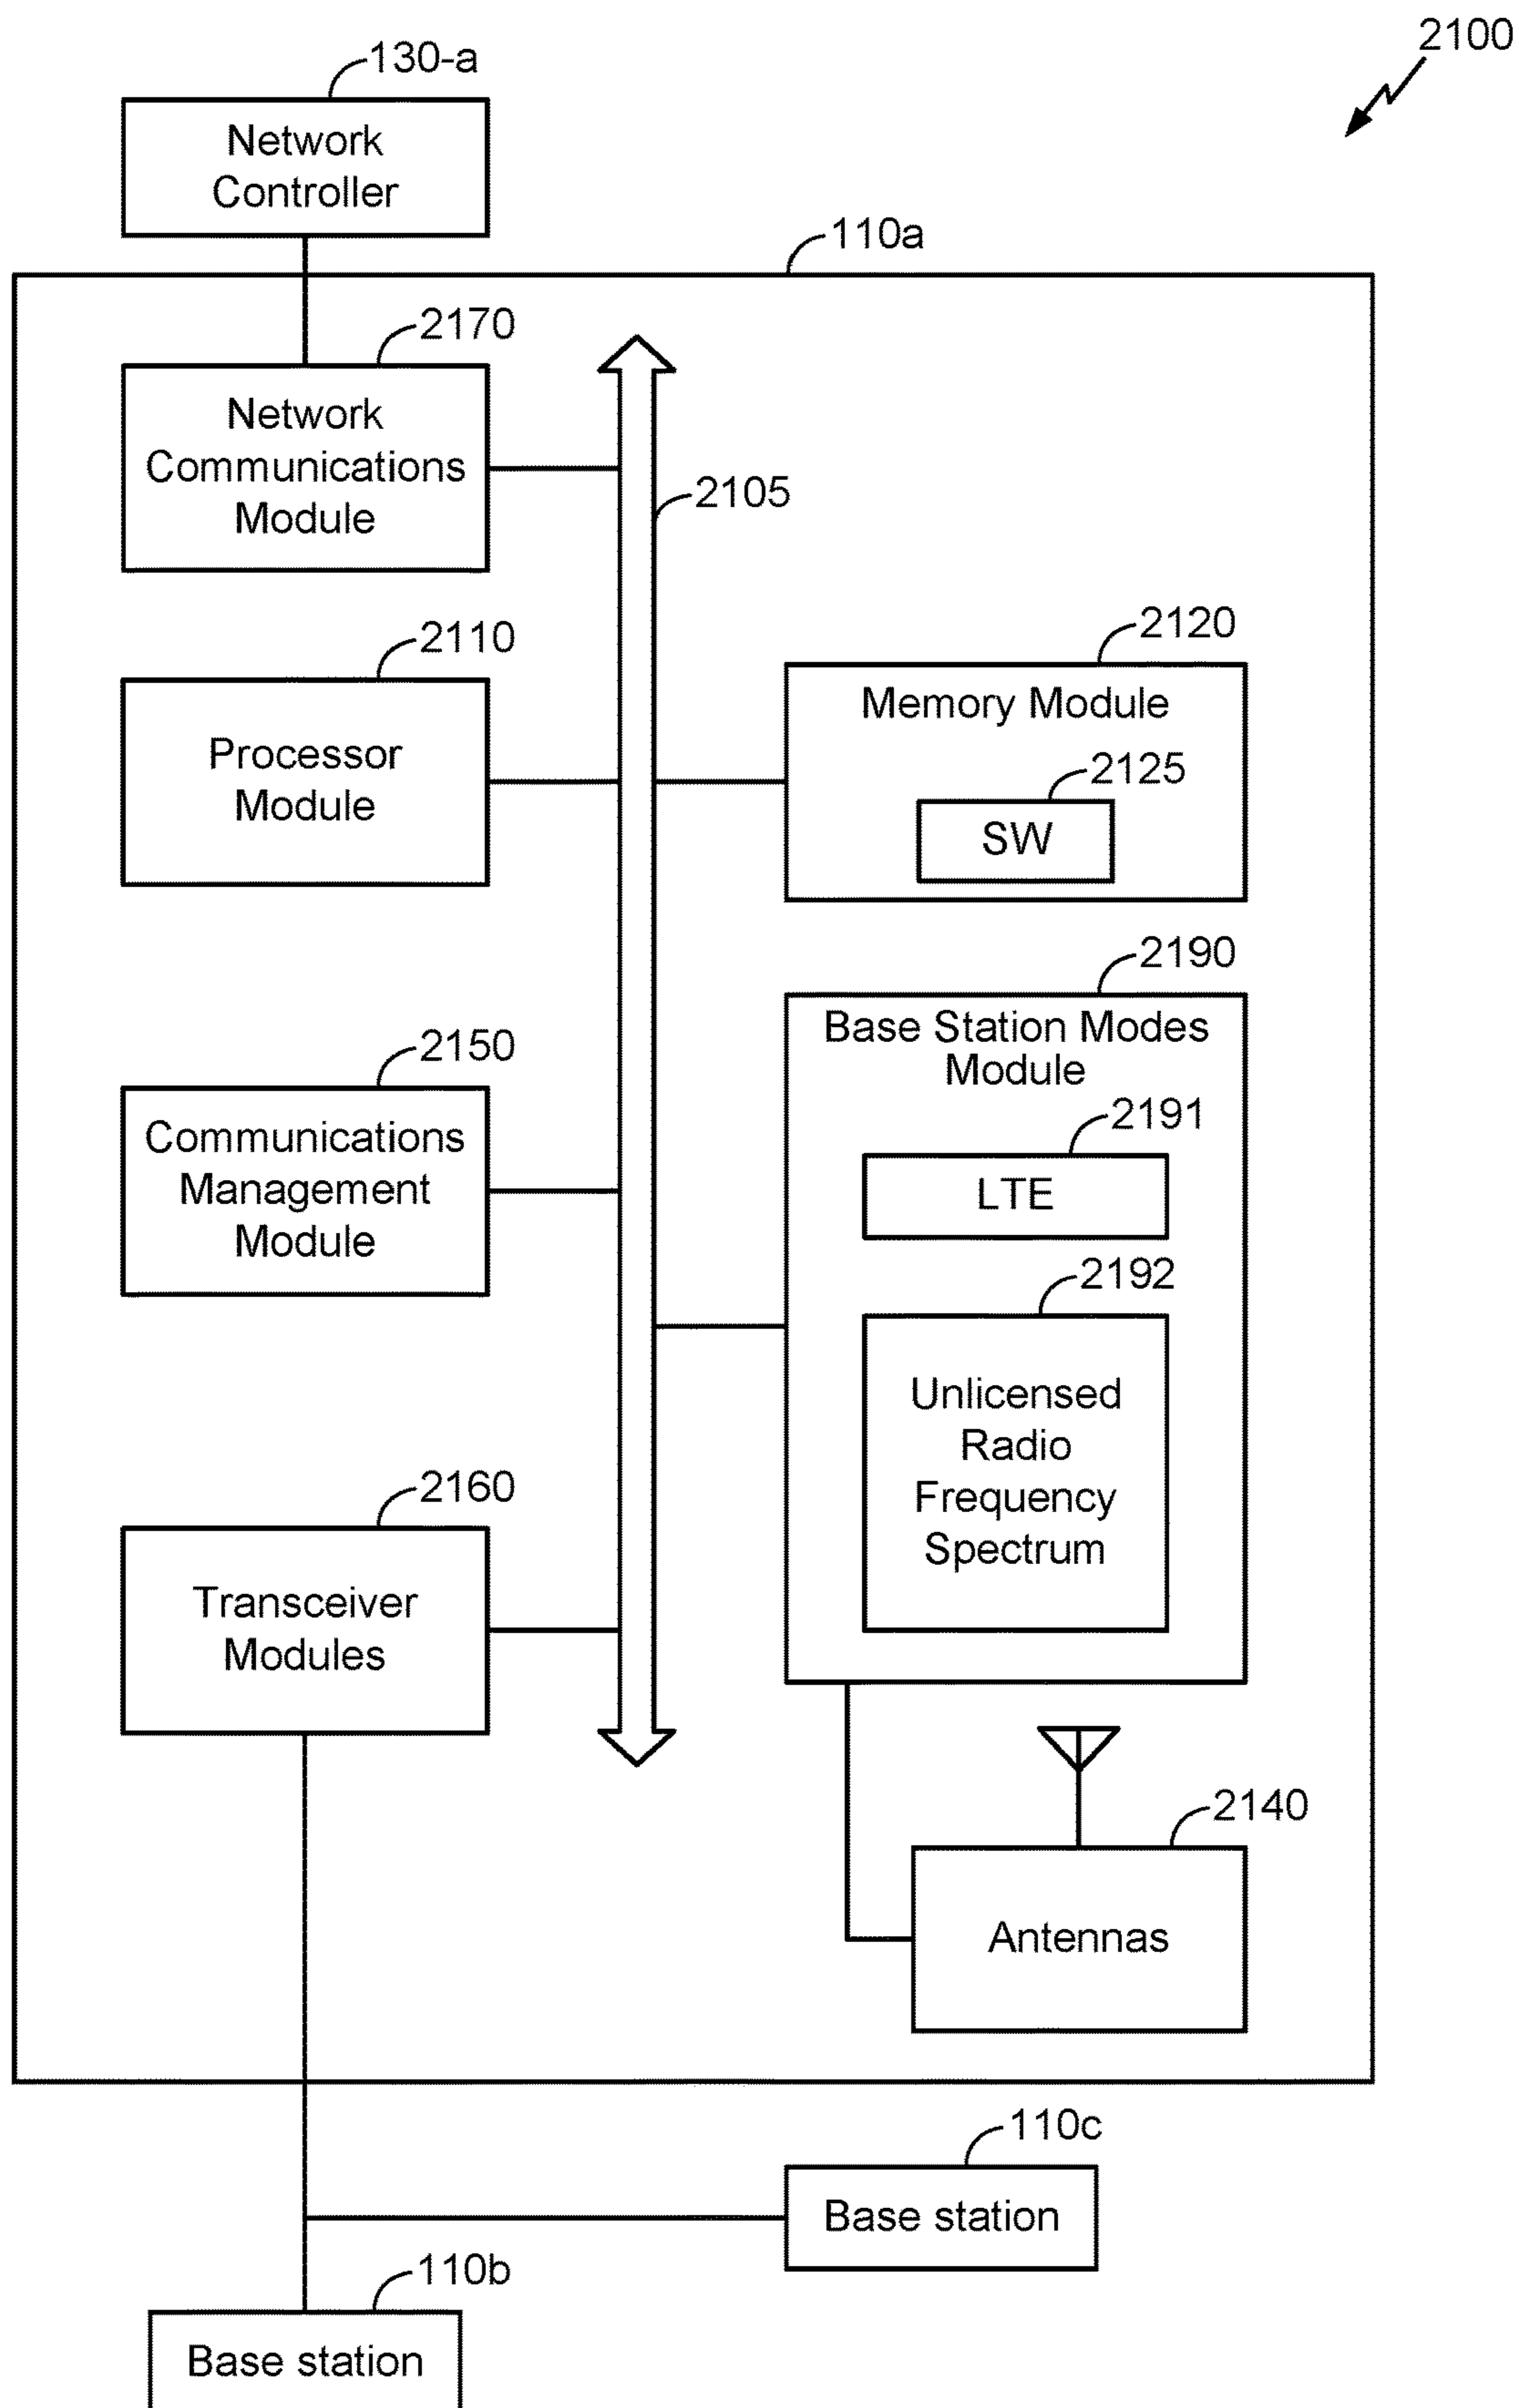 2100
130-a
Network
Controller
110a
2170
Network
Communications
Module
2105
2110
Processor
Module
2120
Memory Module
2125
SW
2150
Communications
Management
Module
2190
Base Station Modes
Module
2191
LTE
2192
Unlicensed
Radio
Frequency
Spectrum
2160
Transceiver
Modules
2140
Antennas
110c
Base station
110b
Base station